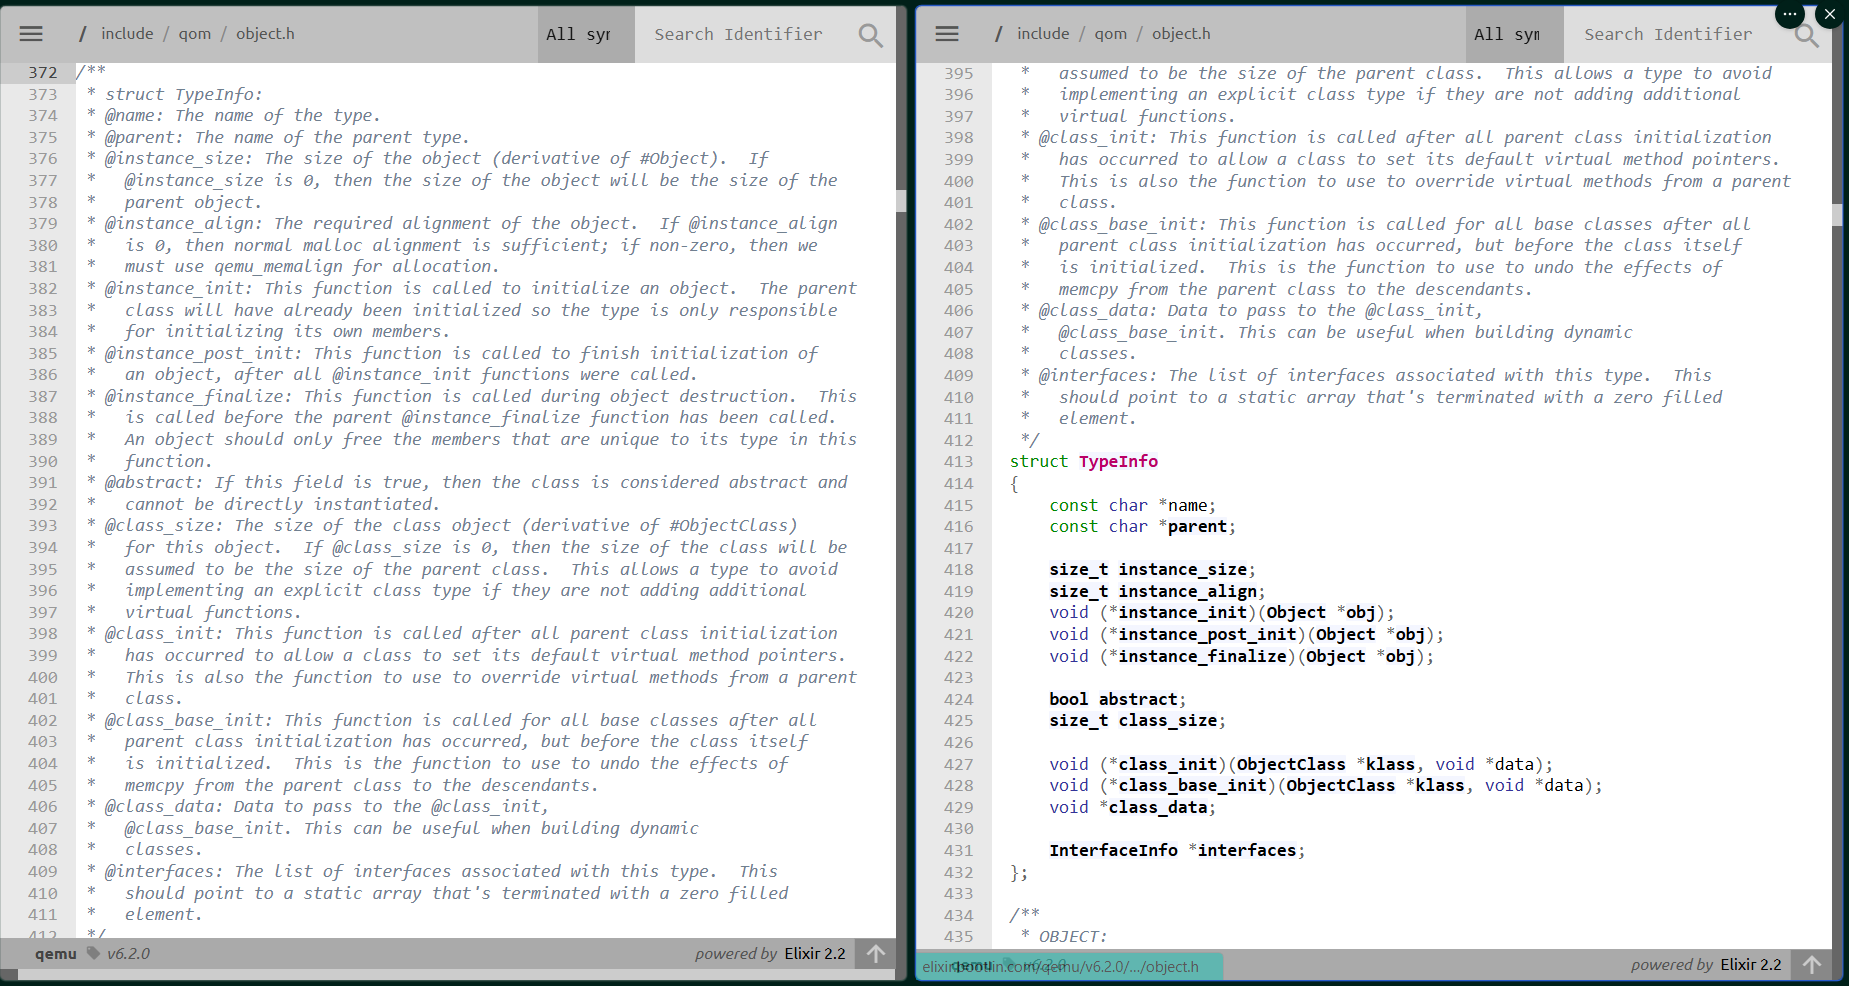 / include / qom / object.h
All syr
Search Identifier
372 /**
373 * struct TypeInfo:
374 * @name: The name of the type.
375 * @parent: The name of the parent type.
376 * @instance_size: The size of the object (derivative of #Object).  If
377 *   @instance_size is 0, then the size of the object will be the size of the
378 *   parent object.
379 * @instance_align: The required alignment of the object.  If @instance_align
380 *   is 0, then normal malloc alignment is sufficient; if non-zero, then we
381 *   must use qemu_memalign for allocation.
382 * @instance_init: This function is called to initialize an object.  The parent
383 *   class will have already been initialized so the type is only responsible
384 *   for initializing its own members.
385 * @instance_post_init: This function is called to finish initialization of
386 *   an object, after all @instance_init functions were called.
387 * @instance_finalize: This function is called during object destruction.  This
388 *   is called before the parent @instance_finalize function has been called.
389 *   An object should only free the members that are unique to its type in this
390 *   function.
391 * @abstract: If this field is true, then the class is considered abstract and
392 *   cannot be directly instantiated.
393 * @class_size: The size of the class object (derivative of #ObjectClass)
394 *   for this object.  If @class_size is 0, then the size of the class will be
395 *   assumed to be the size of the parent class.  This allows a type to avoid
396 *   implementing an explicit class type if they are not adding additional
397 *   virtual functions.
398 * @class_init: This function is called after all parent class initialization
399 *   has occurred to allow a class to set its default virtual method pointers.
400 *   This is also the function to use to override virtual methods from a parent
401 *   class.
402 * @class_base_init: This function is called for all base classes after all
403 *   parent class initialization has occurred, but before the class itself
404 *   is initialized.  This is the function to use to undo the effects of
405 *   memcpy from the parent class to the descendants.
406 * @class_data: Data to pass to the @class_init,
407 *   @class_base_init. This can be useful when building dynamic
408 *   classes.
409 * @interfaces: The list of interfaces associated with this type.  This
410 *   should point to a static array that's terminated with a zero filled
411 *   element.
412 */
qemu v6.2.0
powered by Elixir 2.2
/ include / qom / object.h
All sym
Search Identifier
395 *   assumed to be the size of the parent class.  This allows a type to avoid
396 *   implementing an explicit class type if they are not adding additional
397 *   virtual functions.
398 * @class_init: This function is called after all parent class initialization
399 *   has occurred to allow a class to set its default virtual method pointers.
400 *   This is also the function to use to override virtual methods from a parent
401 *   class.
402 * @class_base_init: This function is called for all base classes after all
403 *   parent class initialization has occurred, but before the class itself
404 *   is initialized.  This is the function to use to undo the effects of
405 *   memcpy from the parent class to the descendants.
406 * @class_data: Data to pass to the @class_init,
407 *   @class_base_init. This can be useful when building dynamic
408 *   classes.
409 * @interfaces: The list of interfaces associated with this type.  This
410 *   should point to a static array that's terminated with a zero filled
411 *   element.
412 */
413 struct TypeInfo
414 {
415     const char *name;
416     const char *parent;
417
418     size_t instance_size;
419     size_t instance_align;
420     void (*instance_init)(Object *obj);
421     void (*instance_post_init)(Object *obj);
422     void (*instance_finalize)(Object *obj);
423
424     bool abstract;
425     size_t class_size;
426
427     void (*class_init)(ObjectClass *klass, void *data);
428     void (*class_base_init)(ObjectClass *klass, void *data);
429     void *class_data;
430
431     InterfaceInfo *interfaces;
432 };
433
434 /**
435 * OBJECT:
qemu v6.2.0
elixir.bootlin.com/qemu/v6.2.0/.../object.h
powered by Elixir 2.2